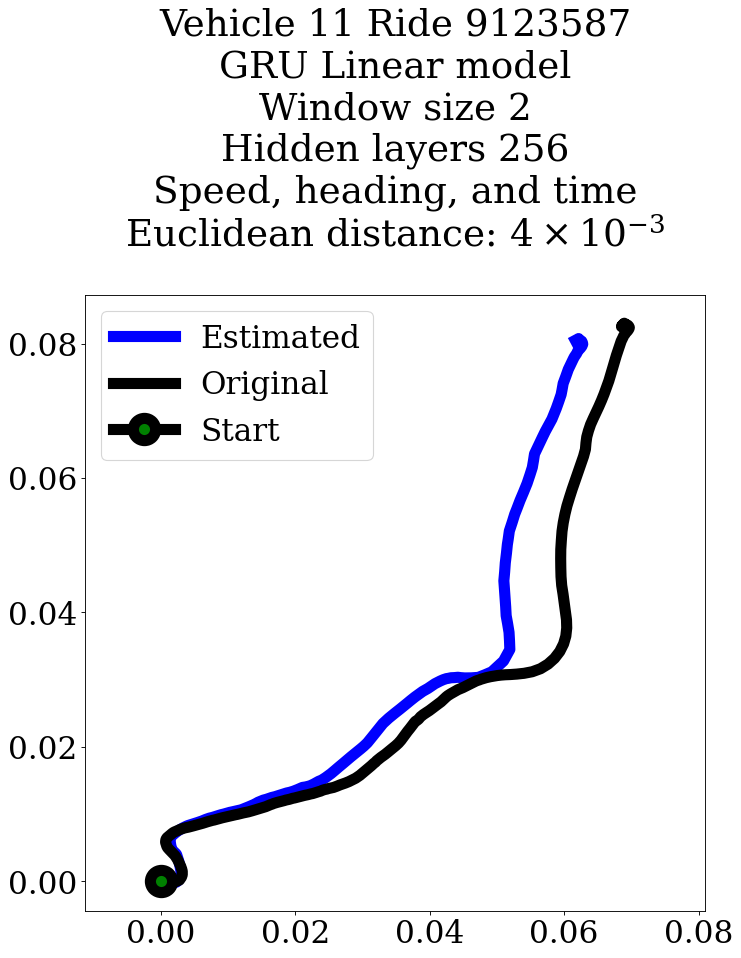 Vehicle 11 Ride 9123587
GRU Linear model
Window size 2
Hidden layers 256
Speed, heading, and time
Euclidean distance: 4 × 10⁻³
Estimated
Original
Start
0.08
0.06
0.04
0.02
0.00
0.00 0.02 0.04 0.06 0.08